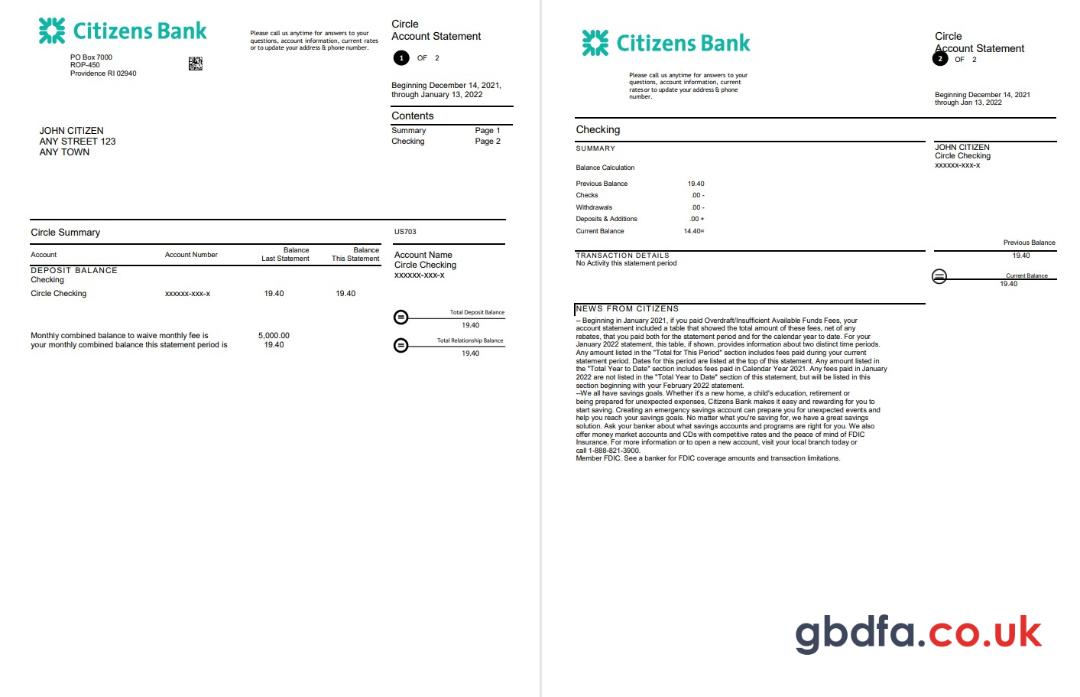 Citizens Bank
PO Box 7000
ROP-450
Providence RI 02940
Please call us anytime for answers to your
questions, account information, current rates
or to update your address & phone number.
Circle
Account Statement
1 OF 2
Beginning December 14, 2021,
through January 13, 2022
Contents
Summary Page 1
Checking Page 2
JOHN CITIZEN
ANY STREET 123
ANY TOWN
Circle Summary
US703
Account Account Number Balance Last Statement Balance This Statement
DEPOSIT BALANCE
Checking
Circle Checking xxxxxx-xxx-x 19.40 19.40
Monthly combined balance to waive monthly fee is 5,000.00
your monthly combined balance this statement period is 19.40
Account Name
Circle Checking
xxxxxx-xxx-x
Total Deposit Balance
19.40
Total Relationship Balance
19.40
Citizens Bank
Please call us anytime for answers to your
questions, account information, current
rates or to update your address & phone
number.
Circle
Account Statement
2 OF 2
Beginning December 14, 2021
through Jan 13, 2022
Checking
SUMMARY
Balance Calculation
Previous Balance 19.40
Checks .00 -
Withdrawals .00 -
Deposits & Additions .00 +
Current Balance 14.40=
JOHN CITIZEN
Circle Checking
xxxxxx-xxx-x
Previous Balance
19.40
Current Balance
19.40
TRANSACTION DETAILS
No Activity this statement period
NEWS FROM CITIZENS
-- Beginning in January 2021, if you paid Overdraft/Insufficient Available Funds Fees, your
account statement included a table that showed the total amount of these fees, net of any
rebates, that you paid both for the statement period and for the calendar year to date. For your
January 2022 statement, this table, if shown, provides information about two distinct time periods.
Any amount listed in the "Total for This Period" section includes fees paid during your current
statement period. Dates for this period are listed at the top of this statement. Any amount listed in
the "Total Year to Date" section includes fees paid in Calendar Year 2021. Any fees paid in January
2022 are not listed in the "Total Year to Date" section of this statement, but will be listed in this
section beginning with your February 2022 statement.
--We all have savings goals. Whether it's a new home, a child's education, retirement or
being prepared for unexpected expenses, Citizens Bank makes it easy and rewarding for you to
start saving. Creating an emergency savings account can prepare you for unexpected events and
help you reach your savings goals. No matter what you're saving for, we have a great savings
solution. Ask your banker about what savings accounts and programs are right for you. We also
offer money market accounts and CDs with competitive rates and the peace of mind of FDIC
Insurance. For more information or to open a new account, visit your local branch today or
call 1-888-821-3900.
Member FDIC. See a banker for FDIC coverage amounts and transaction limitations.
gbdfa.co.uk